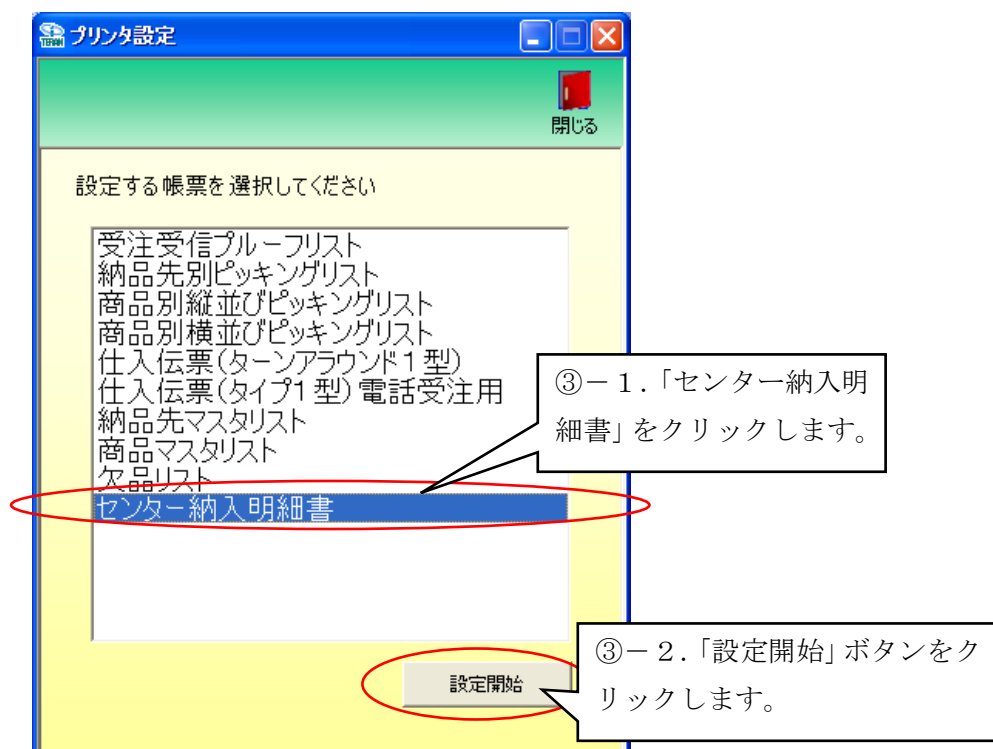 プリンタ設定
閉じる
設定する帳票を選択してください
受注受信プルーフリスト
納品先別ピッキングリスト
商品別縦並びピッキングリスト
商品別横並びピッキングリスト
仕入伝票(ターンアラウンド1型)
仕入伝票(タイプ1型)電話受注用
納品先マスタリスト
商品マスタリスト
欠品リスト
センター納入明細書
③－１.「センター納入明
細書」をクリックします。
設定開始
③－２.「設定開始」ボタンをク
リックします。